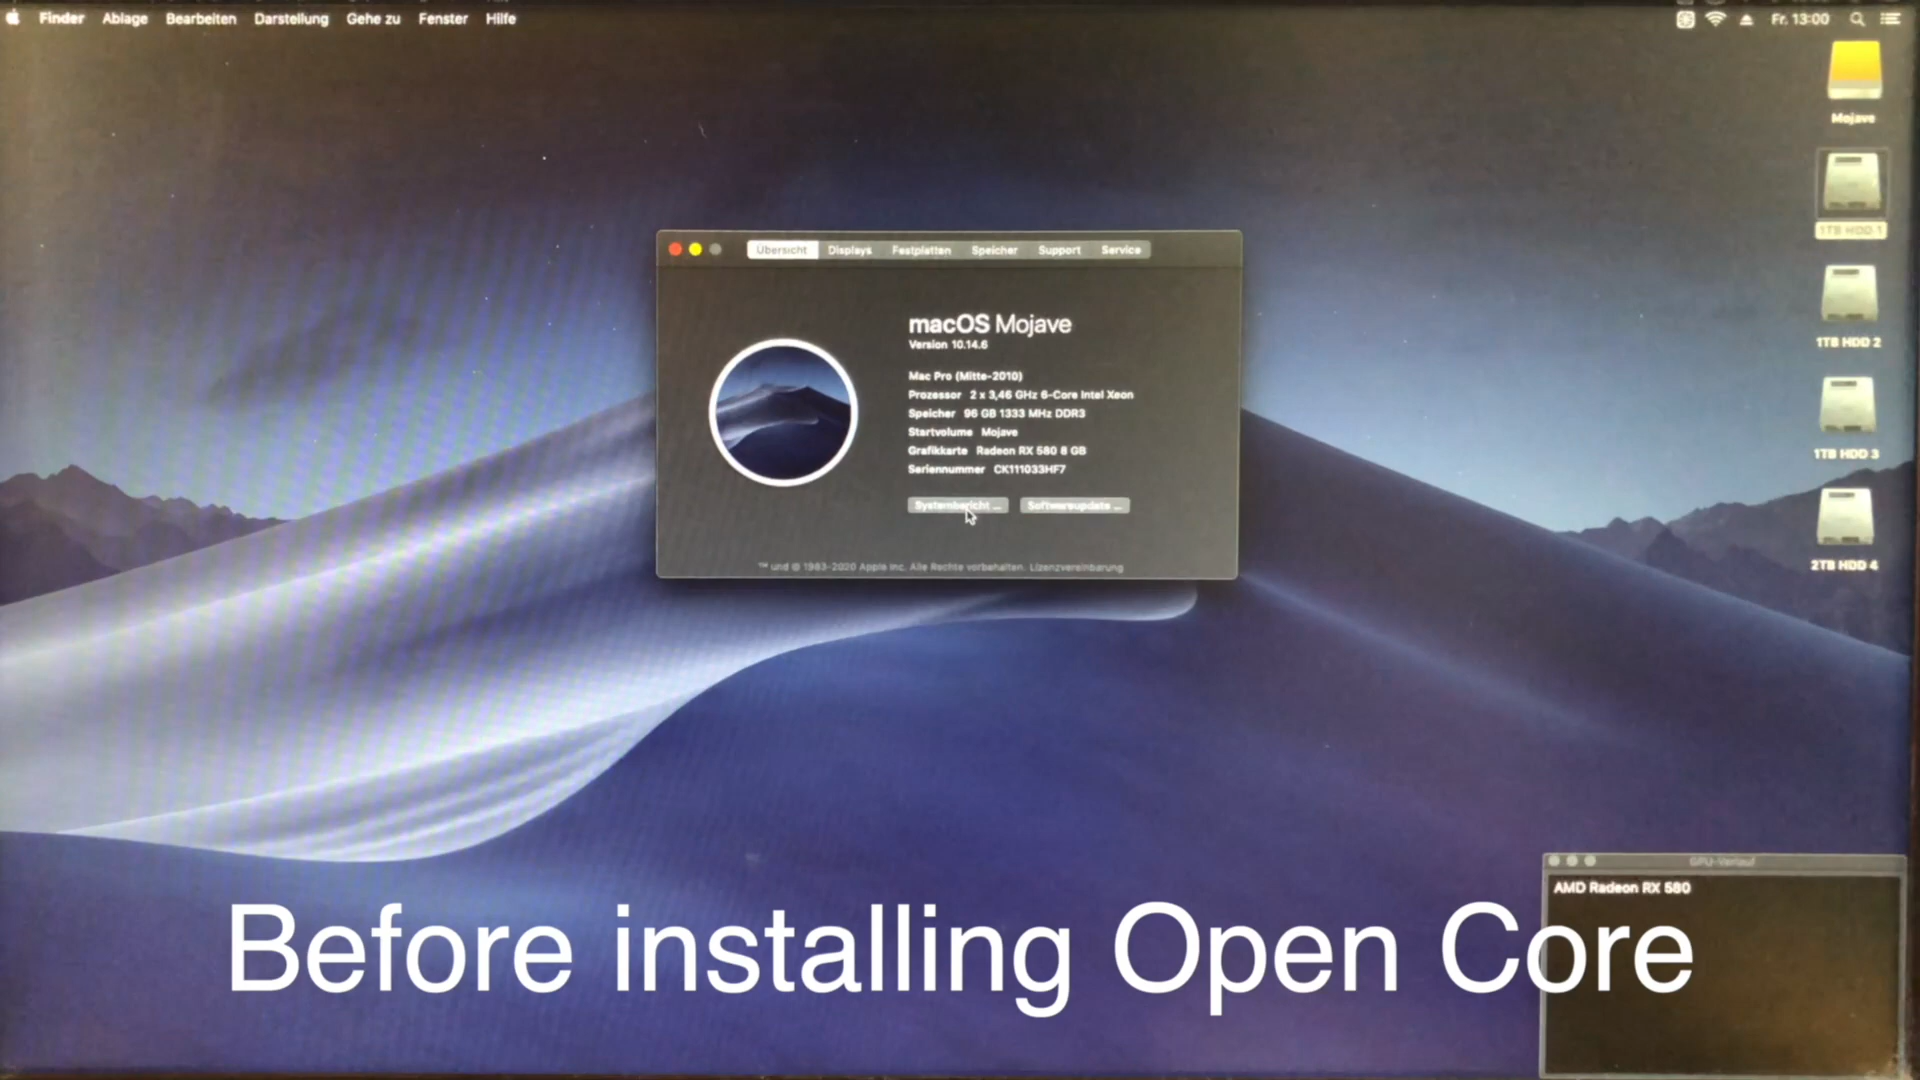 Finder Ablage Bearbeiten Darstellung Gehe zu Fenster Hilfe
Fr. 13:00
Mojave
1TB HDD 1
1TB HDD 2
1TB HDD 3
2TB HDD 4
Übersicht Displays Festplatten Speicher Support Service
macOS Mojave
Version 10.14.6
Mac Pro (Mitte-2010)
Prozessor 2 x 3,46 GHz 6-Core Intel Xeon
Speicher 96 GB 1333 MHz DDR3
Startvolume Mojave
Grafikkarte Radeon RX 580 8 GB
Seriennummer CK111033HF7
Systembericht ... Softwareupdate ...
™ und © 1983-2020 Apple Inc. Alle Rechte vorbehalten. Lizenzvereinbarung
GPU-Verlauf
AMD Radeon RX 580
Before installing Open Core